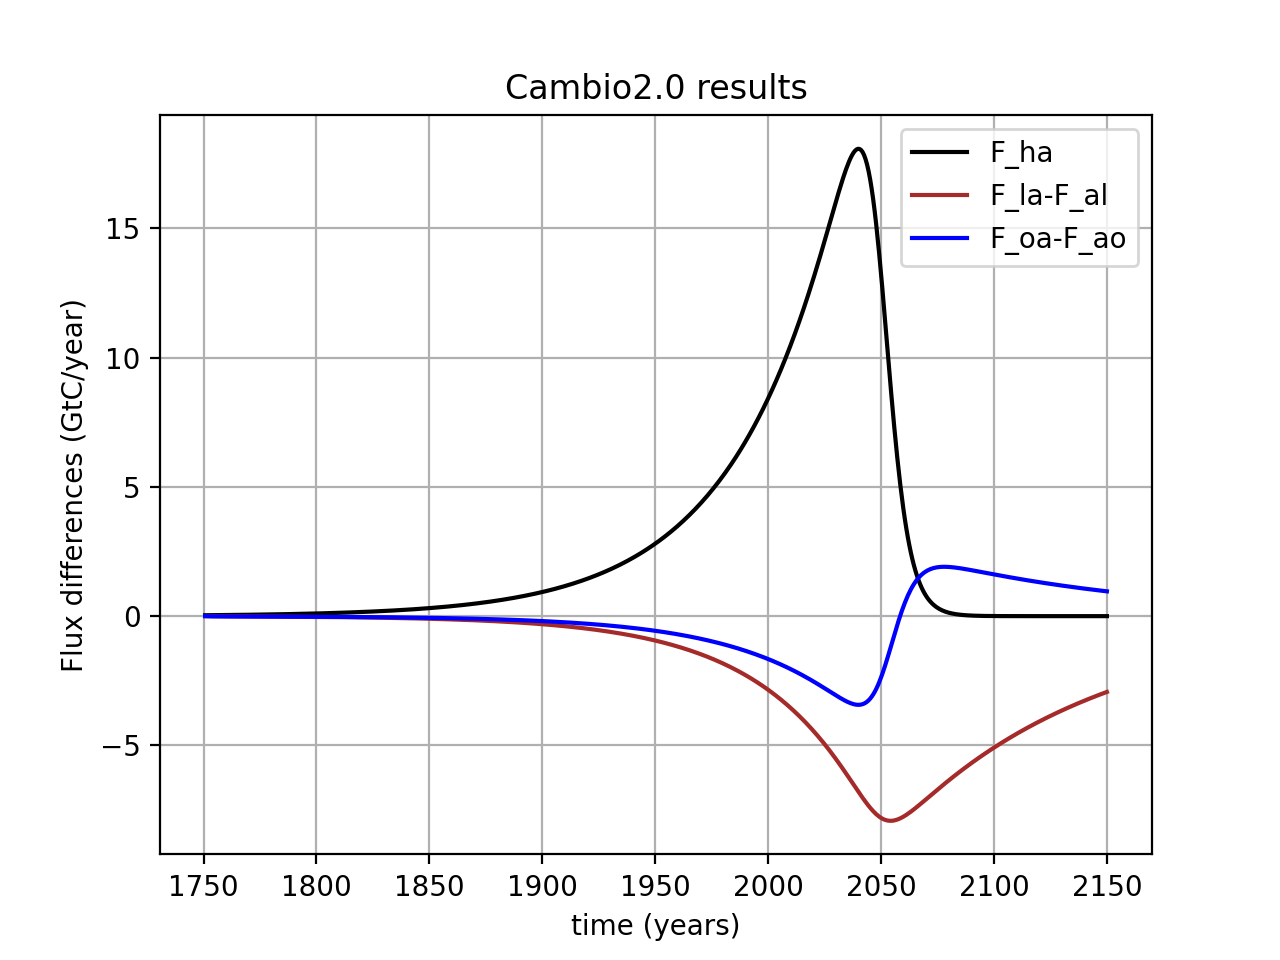 Cambio2.0 results
F_ha
F_la-F_al
F_oa-F_ao
Flux differences (GtC/year)
15
10
5
0
−5
1750 1800 1850 1900 1950 2000 2050 2100 2150
time (years)